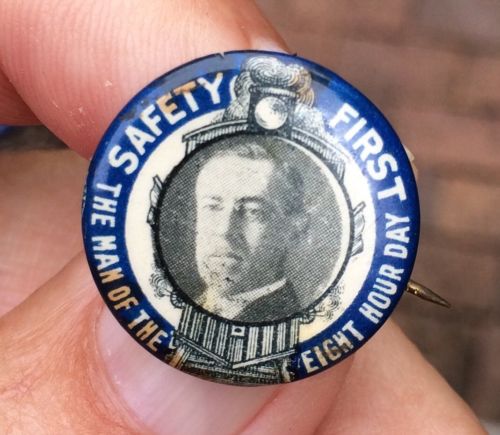 SAFETY FIRST
THE MAN OF THE EIGHT HOUR DAY